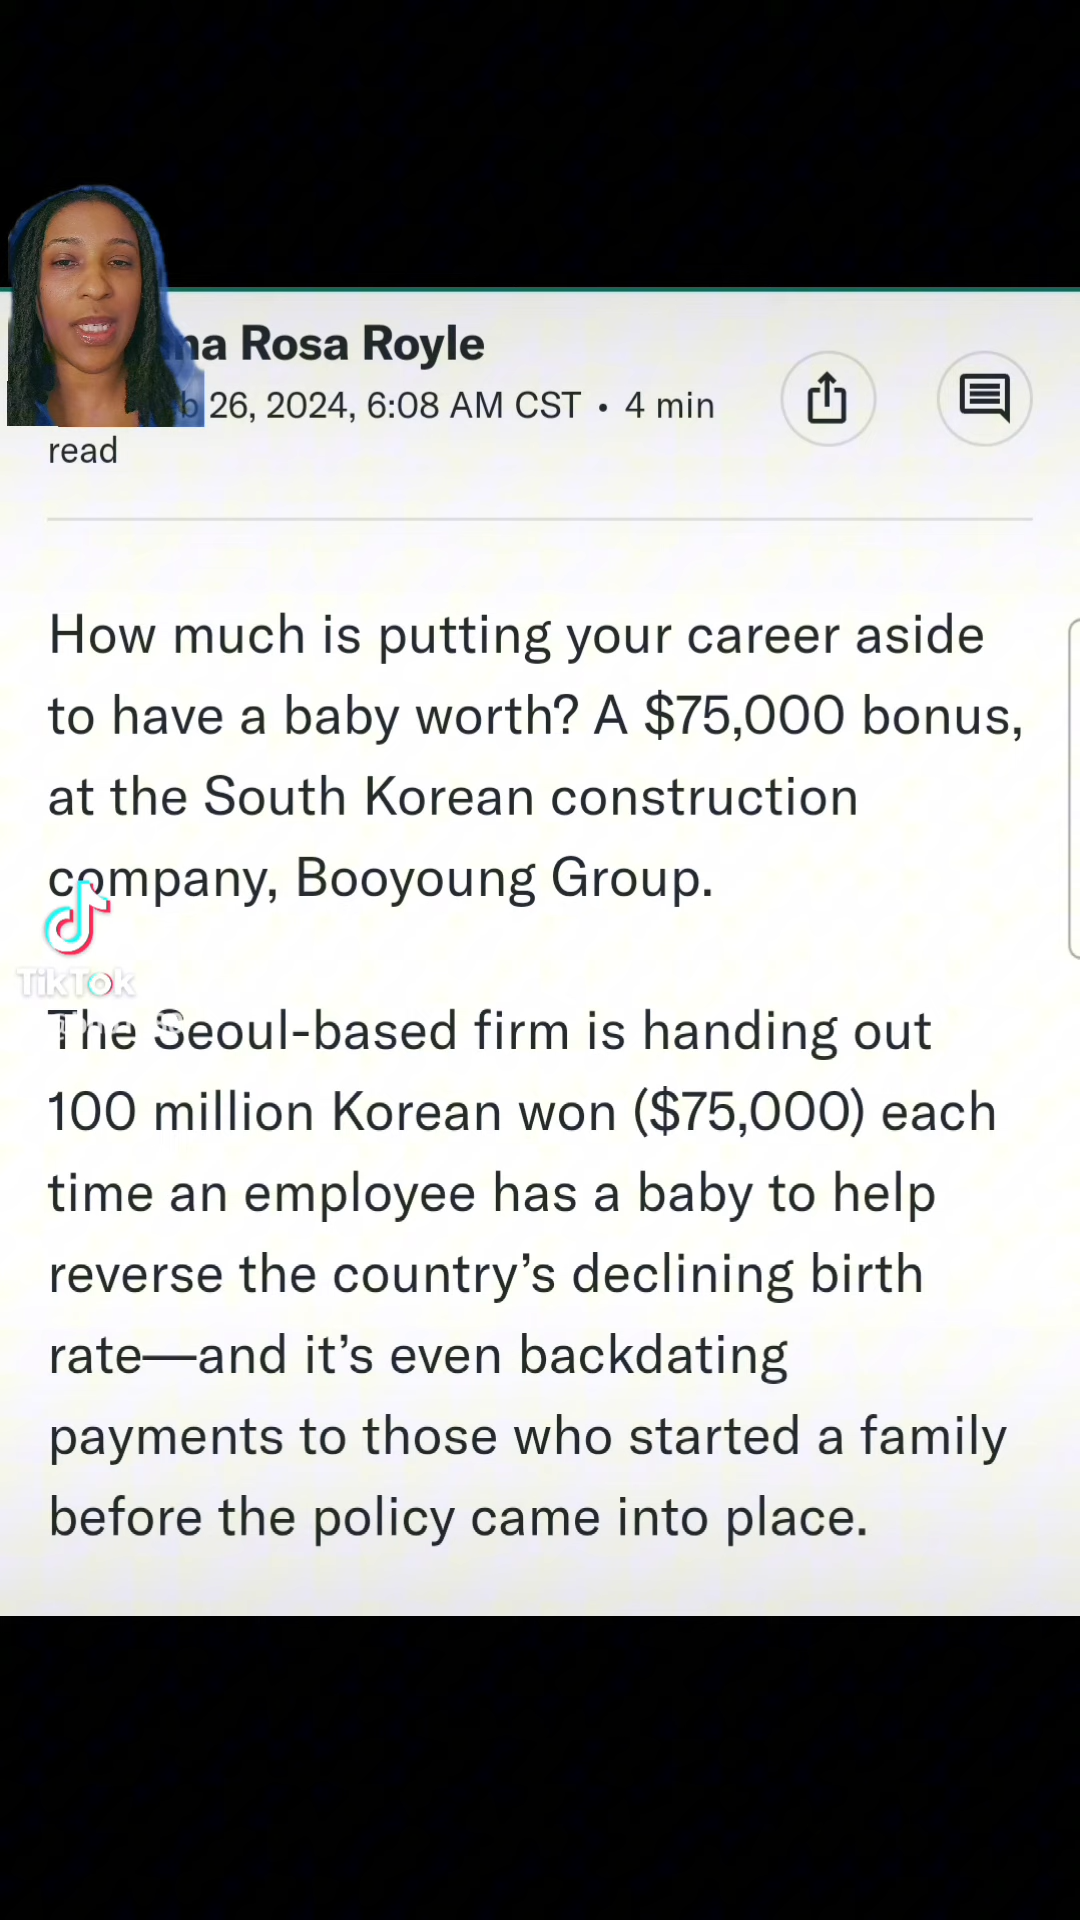 na Rosa Royle
b 26, 2024, 6:08 AM CST • 4 min
read
How much is putting your career aside
to have a baby worth? A $75,000 bonus,
at the South Korean construction
company, Booyoung Group.
TikTok
The Seoul-based firm is handing out
100 million Korean won ($75,000) each
time an employee has a baby to help
reverse the country’s declining birth
rate—and it’s even backdating
payments to those who started a family
before the policy came into place.